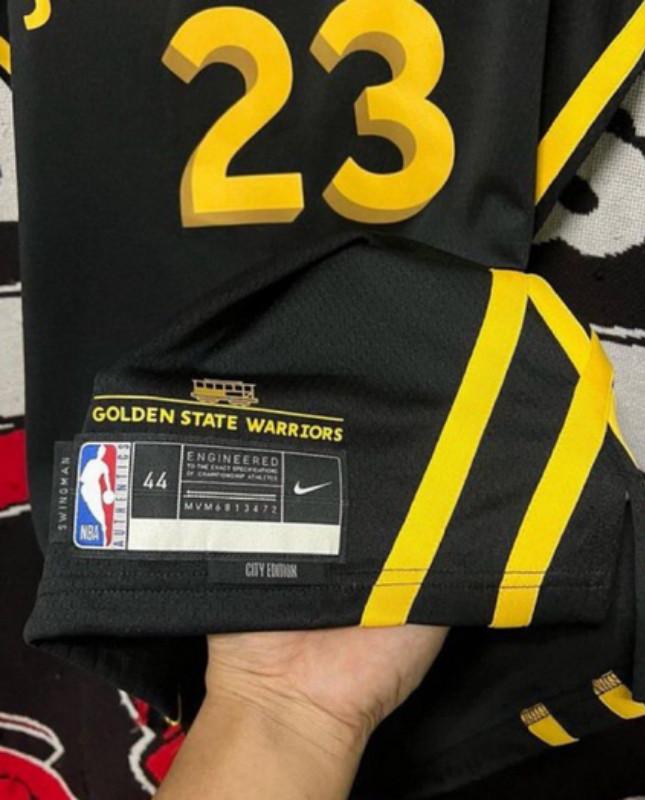 23
GOLDEN STATE WARRIORS
SWINGMAN
NBA
AUTHENTICS
44
ENGINEERED
TO THE EXACT SPECIFICATIONS
OF CHAMPIONSHIP ATHLETES
MVM6813472
CITY EDITION